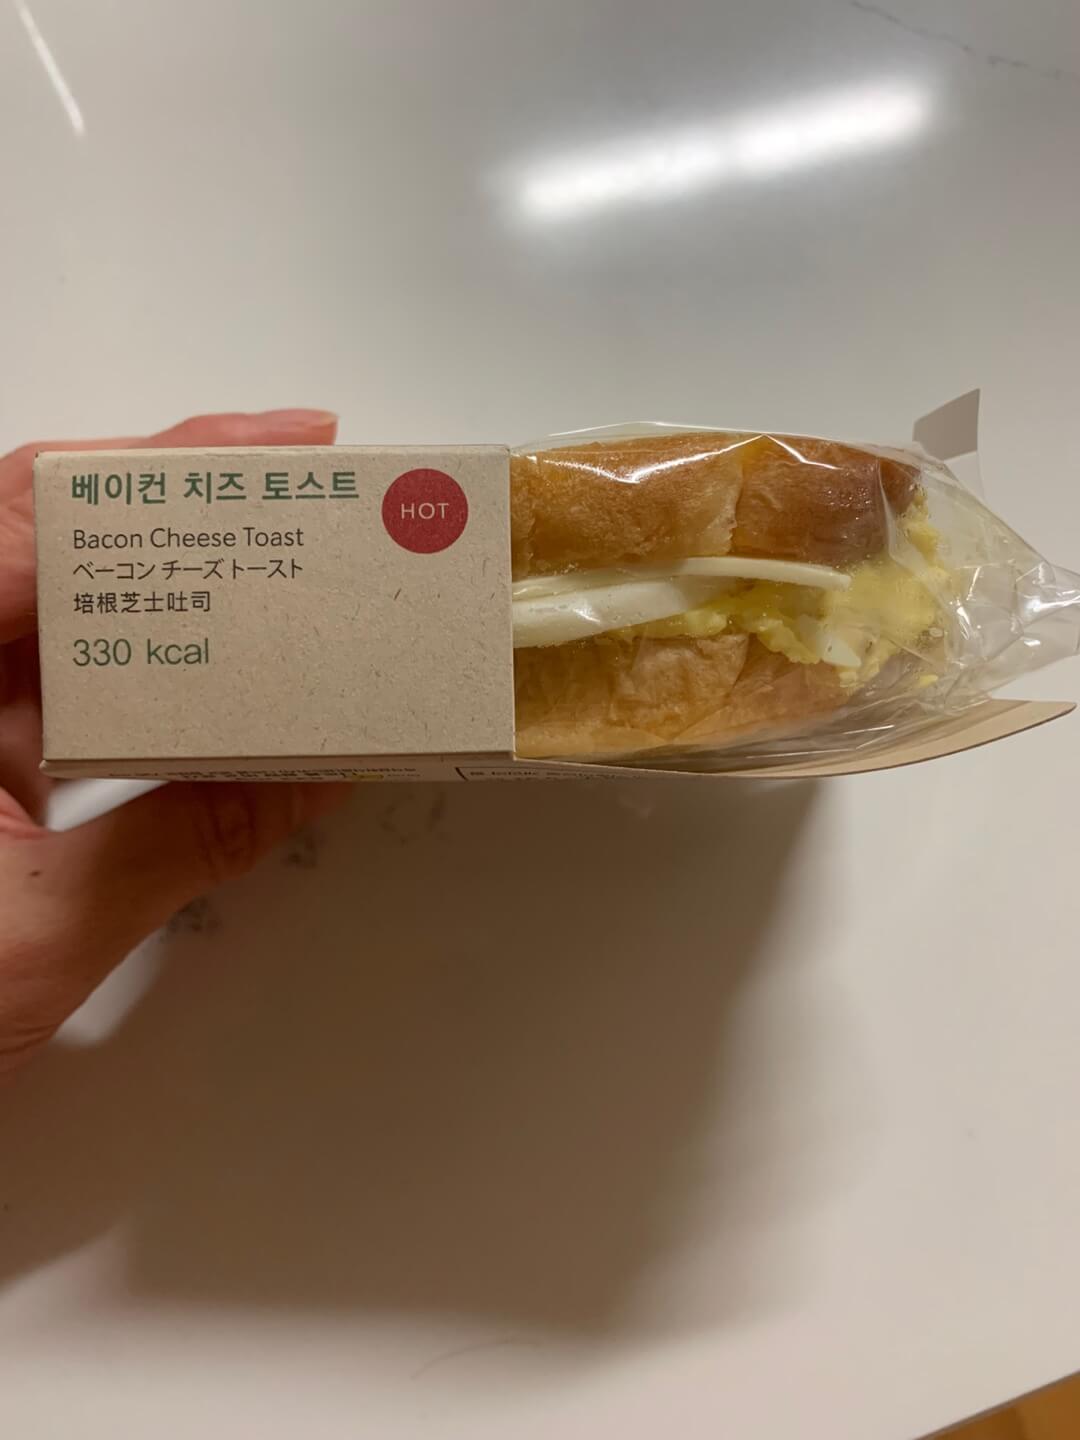 베이컨 치즈 토스트
HOT
Bacon Cheese Toast
ベーコン チーズ トースト
培根芝士吐司
330 kcal